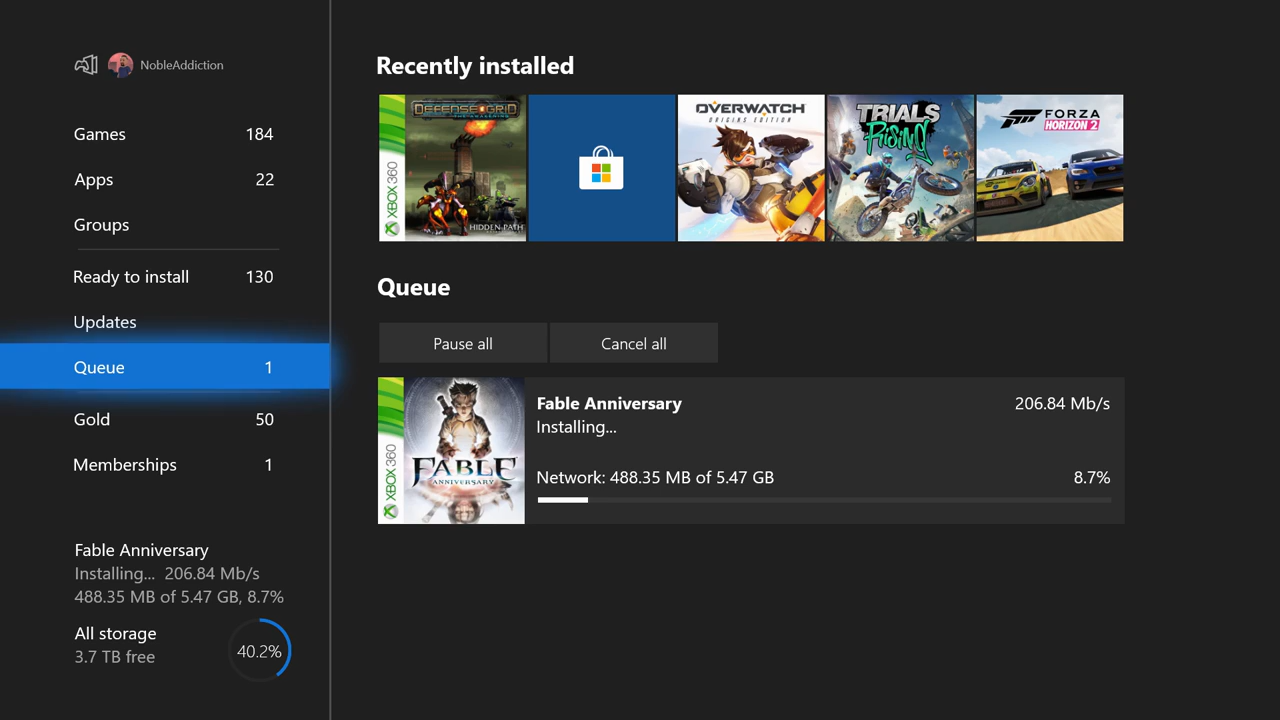 NobleAddiction
Games 184
Apps 22
Groups
Ready to install 130
Updates
Queue 1
Gold 50
Memberships 1
Fable Anniversary
Installing... 206.84 Mb/s
488.35 MB of 5.47 GB, 8.7%
All storage
3.7 TB free
40.2%
Recently installed
XBOX 360
DEFENSE GRID
THE AWAKENING
HIDDEN PATH
OVERWATCH
ORIGINS EDITION
TRIALS
RISING
FORZA
HORIZON 2
Queue
Pause all
Cancel all
XBOX 360
FABLE
ANNIVERSARY
Fable Anniversary
206.84 Mb/s
Installing...
Network: 488.35 MB of 5.47 GB
8.7%